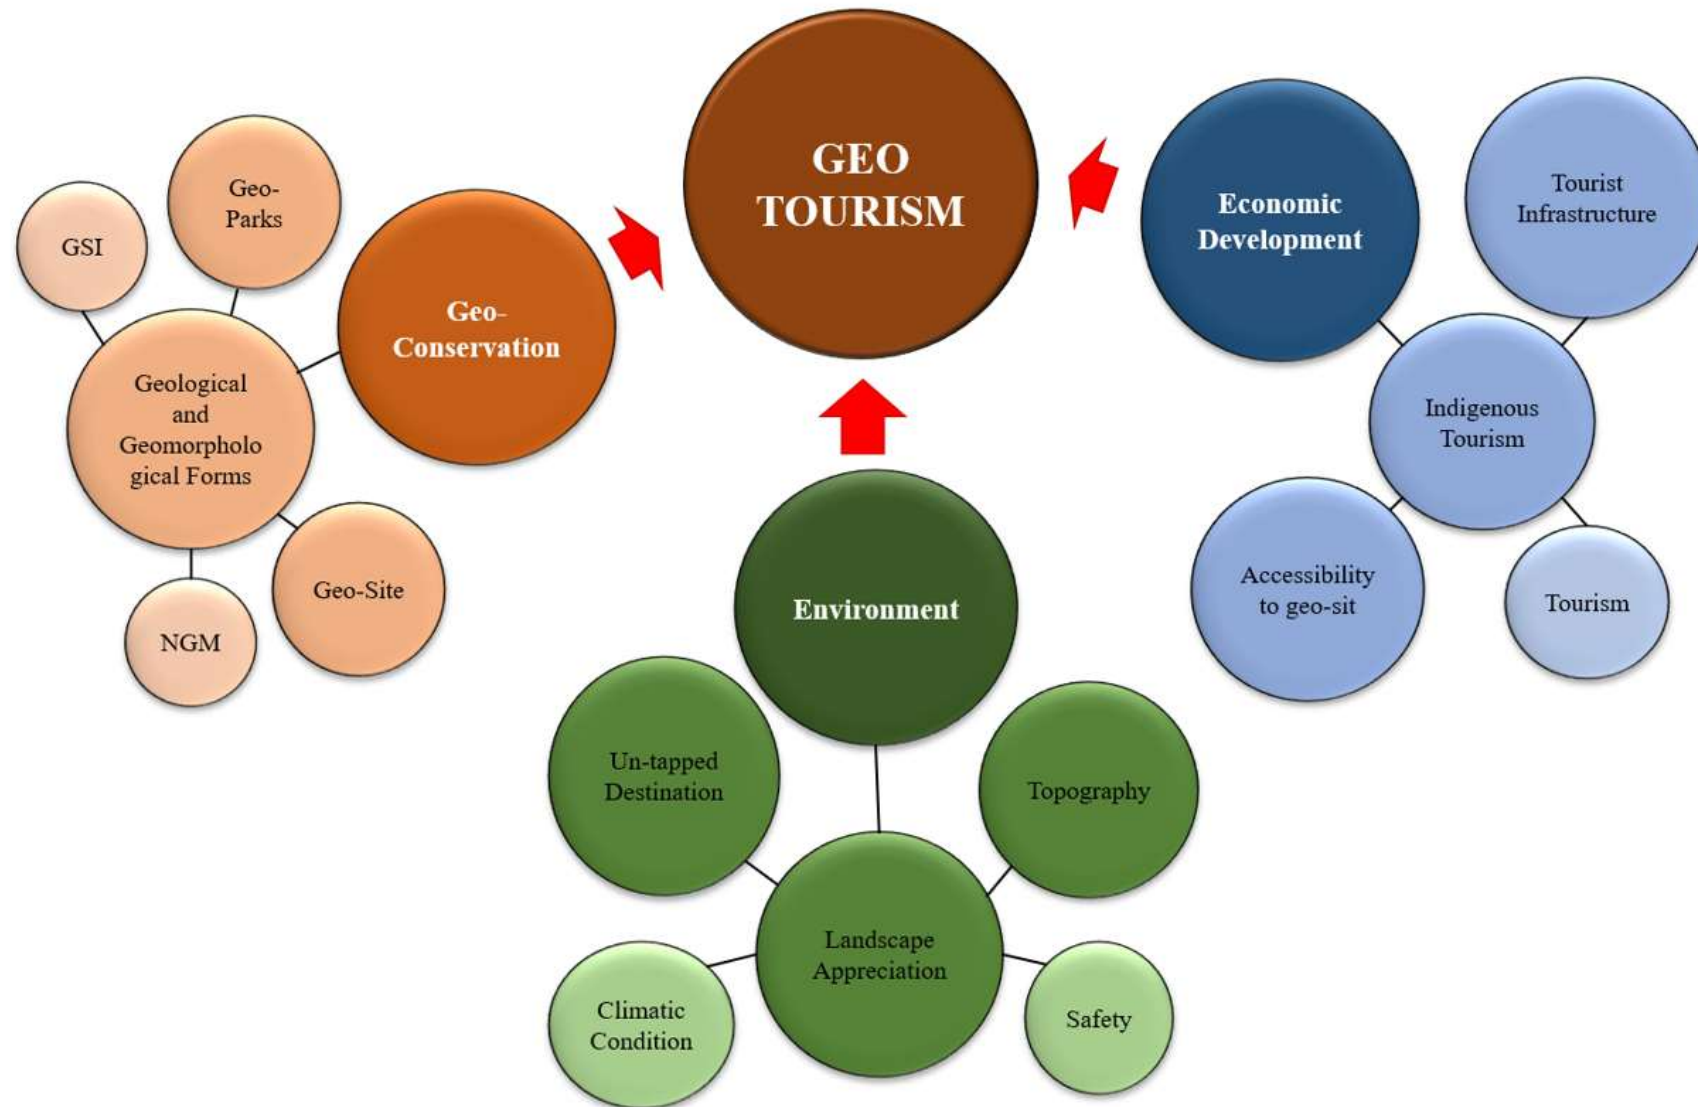 GEO
TOURISM
Geo-
Parks
GSI
Geo-
Conservation
Geological
and
Geomorpholo
gical Forms
Geo-Site
NGM
Economic
Development
Tourist
Infrastructure
Indigenous
Tourism
Accessibility
to geo-sit
Tourism
Environment
Un-tapped
Destination
Topography
Landscape
Appreciation
Climatic
Condition
Safety